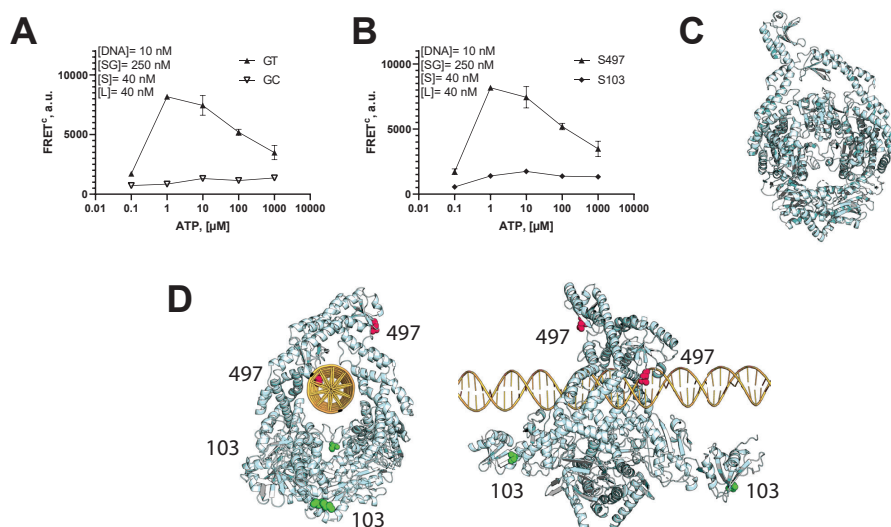 A
[DNA]= 10 nM
[SG]= 250 nM
[S]= 40 nM
[L]= 40 nM
GT
GC
10000
5000
0
FRETᶜ, a.u.
0.01 0.1 1 10 100 1000 10000
ATP, [µM]
B
[DNA]= 10 nM
[SG]= 250 nM
[S]= 40 nM
[L]= 40 nM
S497
S103
10000
5000
0
FRETᶜ, a.u.
0.01 0.1 1 10 100 1000 10000
ATP, [µM]
C
D
497
497
103
103
497
497
103
103